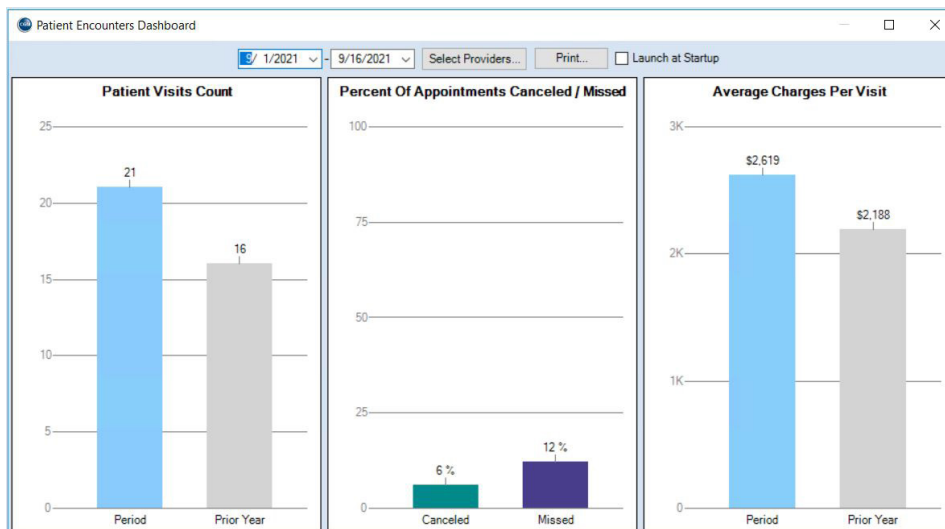 Patient Encounters Dashboard
9/ 1/2021 - 9/16/2021 Select Providers... Print... Launch at Startup
Patient Visits Count
25
20
15
10
5
0
21
16
Period Prior Year
Percent Of Appointments Canceled / Missed
100
75
50
25
0
6 %
12 %
Canceled Missed
Average Charges Per Visit
3K
2K
1K
0
$2,619
$2,188
Period Prior Year